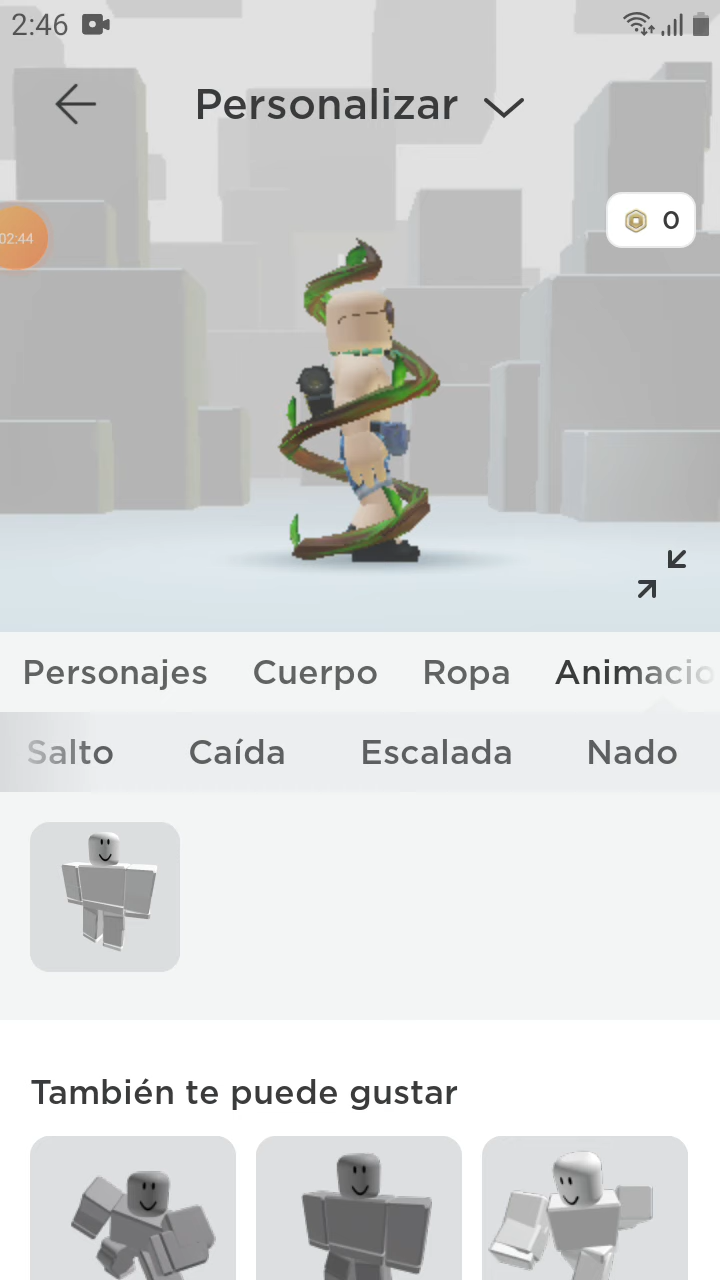 2:46
Personalizar
0
02:44
Personajes Cuerpo Ropa Animacio
Salto Caída Escalada Nado
También te puede gustar